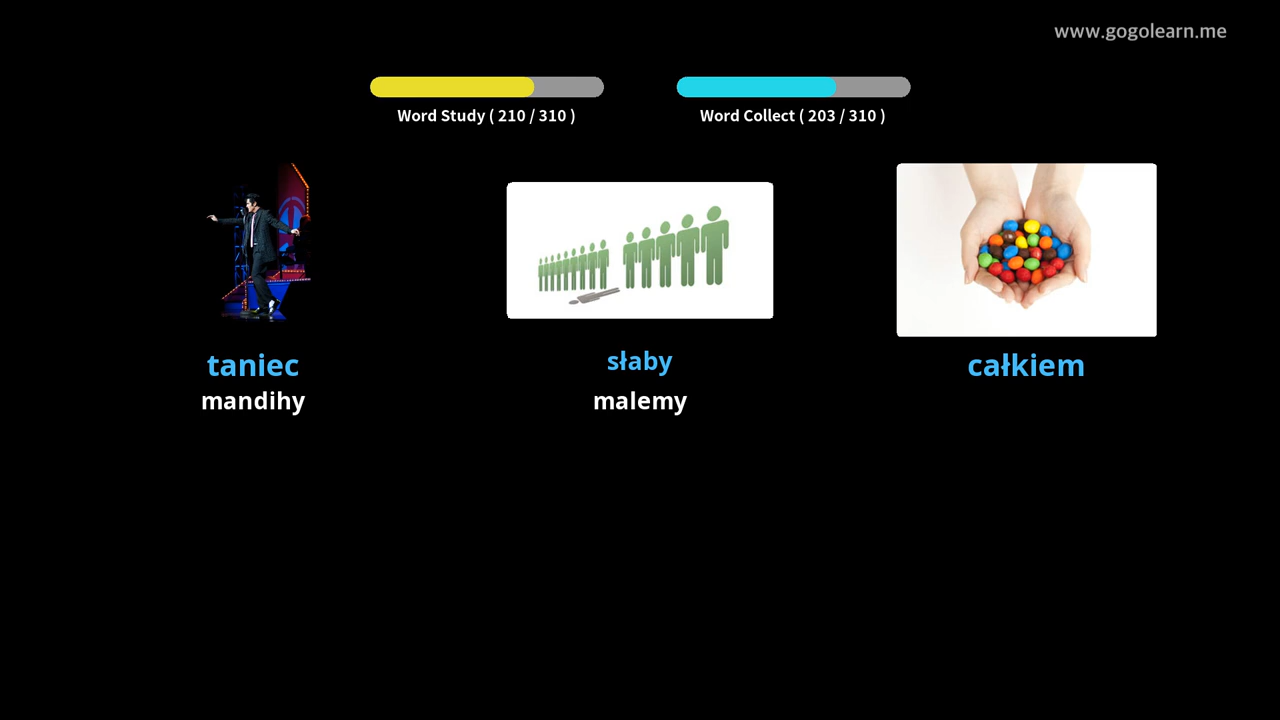 www.gogolearn.me
Word Study ( 210 / 310 )
Word Collect ( 203 / 310 )
taniec
mandihy
słaby
malemy
całkiem